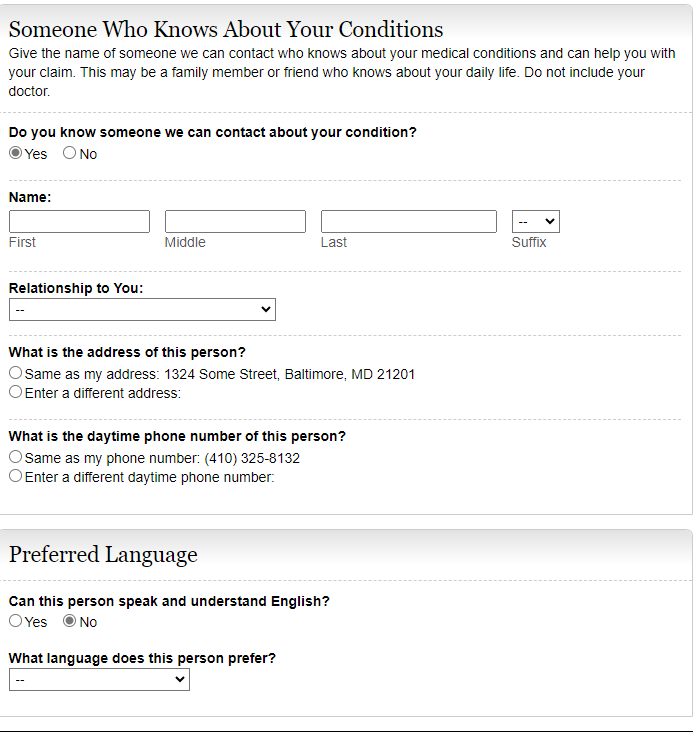 Someone Who Knows About Your Conditions
Give the name of someone we can contact who knows about your medical conditions and can help you with
your claim. This may be a family member or friend who knows about your daily life. Do not include your
doctor.
Do you know someone we can contact about your condition?
Yes No
Name:
--
First Middle Last Suffix
Relationship to You:
--
What is the address of this person?
Same as my address: 1324 Some Street, Baltimore, MD 21201
Enter a different address:
What is the daytime phone number of this person?
Same as my phone number: (410) 325-8132
Enter a different daytime phone number:
Preferred Language
Can this person speak and understand English?
Yes No
What language does this person prefer?
--